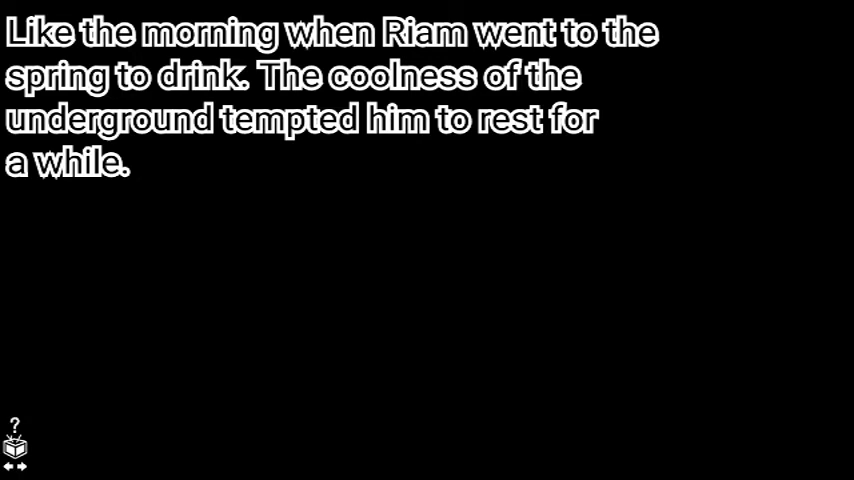 Like the morning when Riam went to the
spring to drink. The coolness of the
underground tempted him to rest for
a while.
?